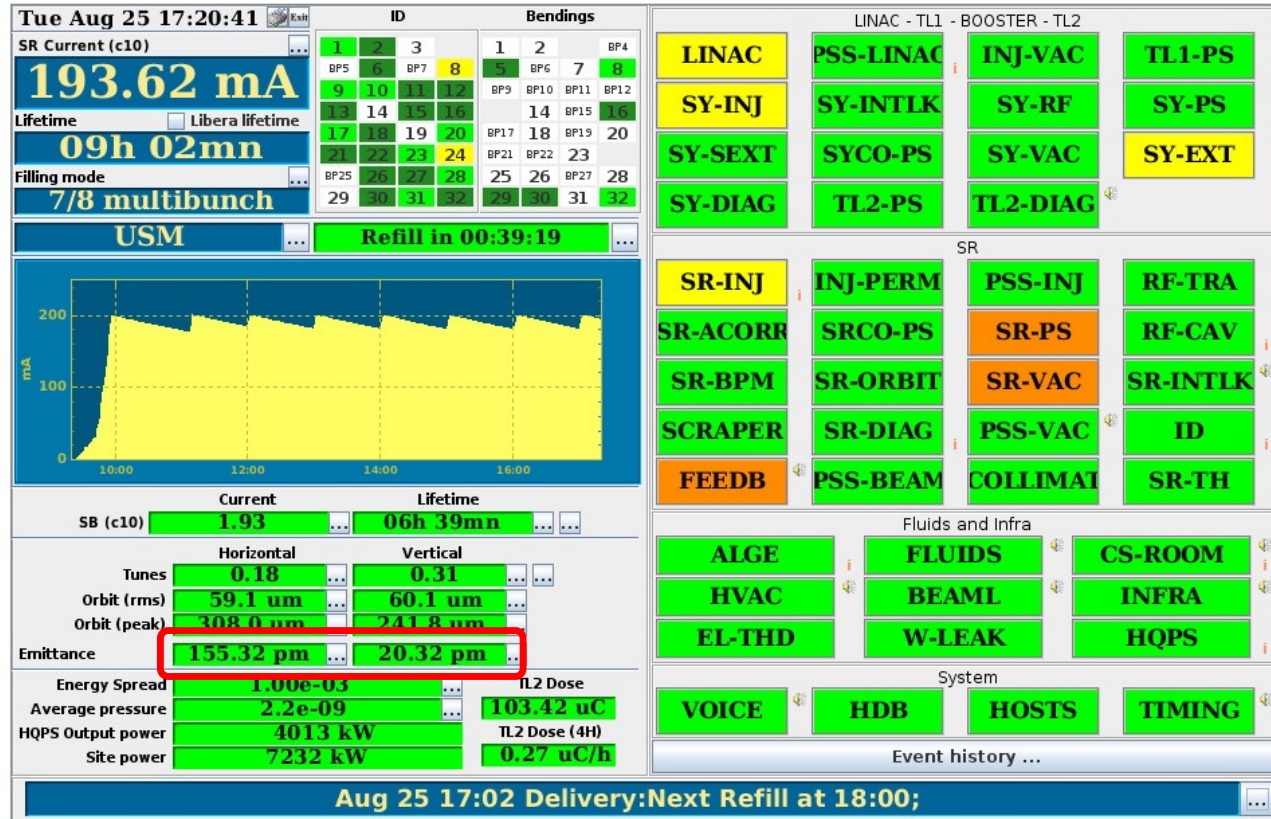 Tue Aug 25 17:20:41 Exit
SR Current (c10) ...
193.62 mA
Lifetime Libera lifetime
09h 02mn
Filling mode ...
7/8 multibunch
USM ... Refill in 00:39:19 ...
ID
1 2 3
BP5 6 BP7 8
9 10 11 12
13 14 15 16
17 18 19 20
21 22 23 24
BP25 26 27 28
29 30 31 32
Bendings
1 2 BP4
5 BP6 7 8
BP9 BP10 BP11 BP12
14 BP15 16
BP17 18 BP19 20
BP21 BP22 23
25 26 BP27 28
29 30 31 32
mA
200
100
0
10:00 12:00 14:00 16:00
Current Lifetime
SB (c10) 1.93 ... 06h 39mn ... ...
Horizontal Vertical
Tunes 0.18 ... 0.31 ... ...
Orbit (rms) 59.1 um ... 60.1 um ...
Orbit (peak) 308.0 um ... 241.8 um ...
Emittance 155.32 pm ... 20.32 pm ...
Energy Spread 1.00e-03 ... TL2 Dose
Average pressure 2.2e-09 ... 103.42 uC
HQPS Output power 4013 kW TL2 Dose (4H)
Site power 7232 kW 0.27 uC/h
LINAC - TL1 - BOOSTER - TL2
LINAC PSS-LINAC i INJ-VAC TL1-PS
SY-INJ SY-INTLK SY-RF SY-PS
SY-SEXT SYCO-PS SY-VAC SY-EXT
SY-DIAG TL2-PS TL2-DIAG
SR
SR-INJ i INJ-PERM PSS-INJ RF-TRA
SR-ACORR SRCO-PS SR-PS RF-CAV i
SR-BPM SR-ORBIT SR-VAC SR-INTLK
SCRAPER SR-DIAG i PSS-VAC ID i
FEEDB PSS-BEAM COLLIMAT SR-TH
Fluids and Infra
ALGE i FLUIDS CS-ROOM i
HVAC BEAML INFRA
EL-THD W-LEAK HQPS i
System
VOICE HDB HOSTS TIMING
Event history ...
Aug 25 17:02 Delivery:Next Refill at 18:00; ...